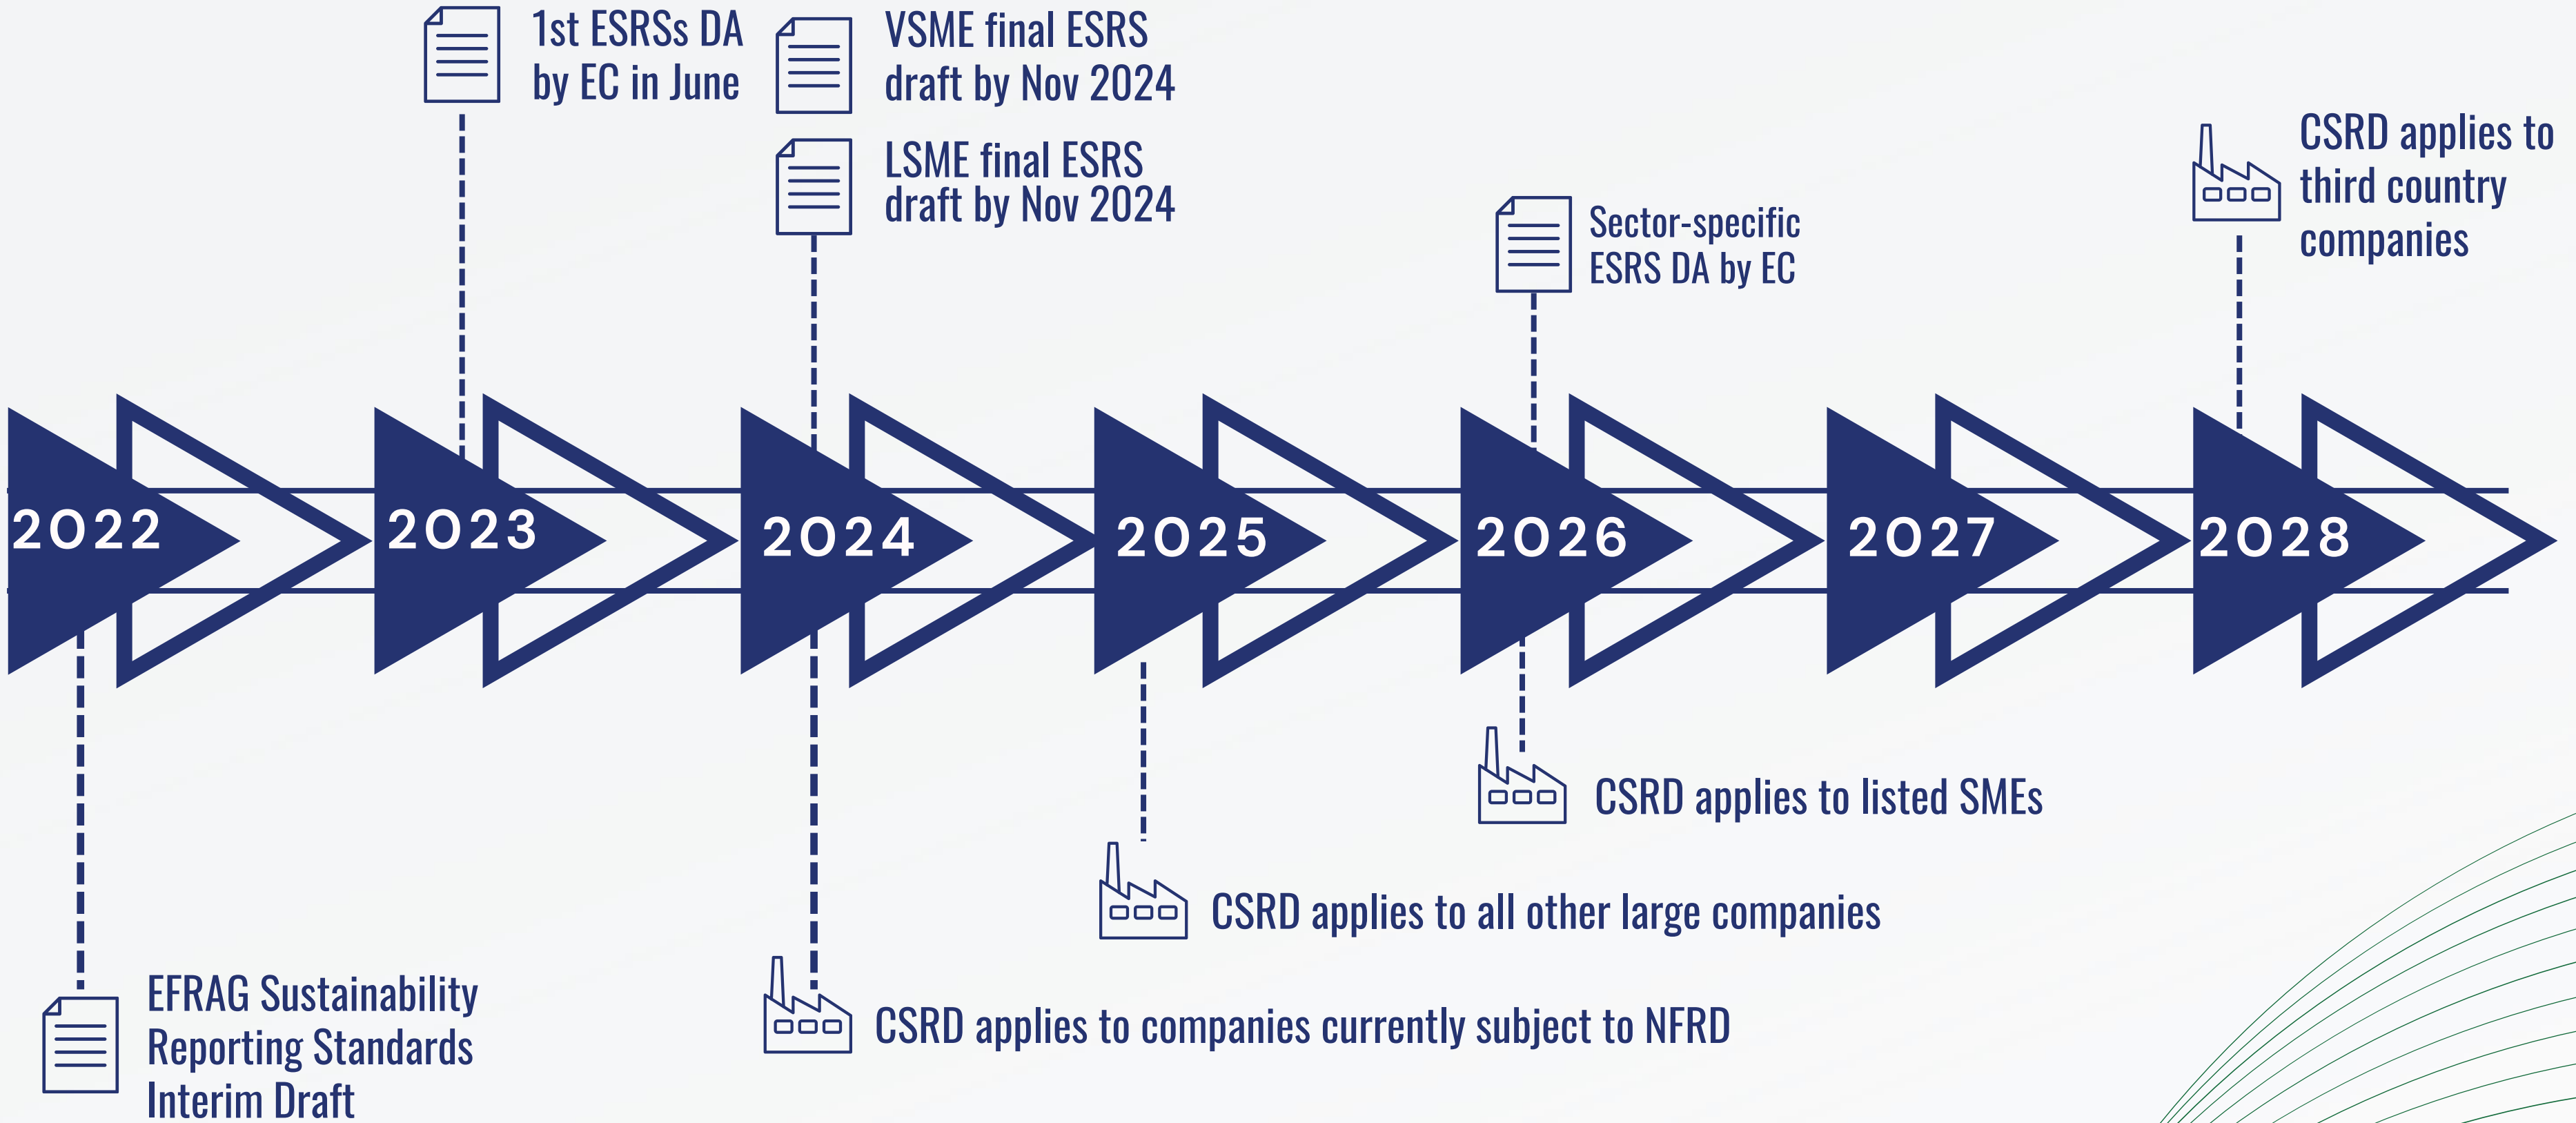 1st ESRSs DA
by EC in June
VSME final ESRS
draft by Nov 2024
LSME final ESRS
draft by Nov 2024
Sector-specific
ESRS DA by EC
CSRD applies to
third country
companies
2022
2023
2024
2025
2026
2027
2028
CSRD applies to listed SMEs
CSRD applies to all other large companies
CSRD applies to companies currently subject to NFRD
EFRAG Sustainability
Reporting Standards
Interim Draft